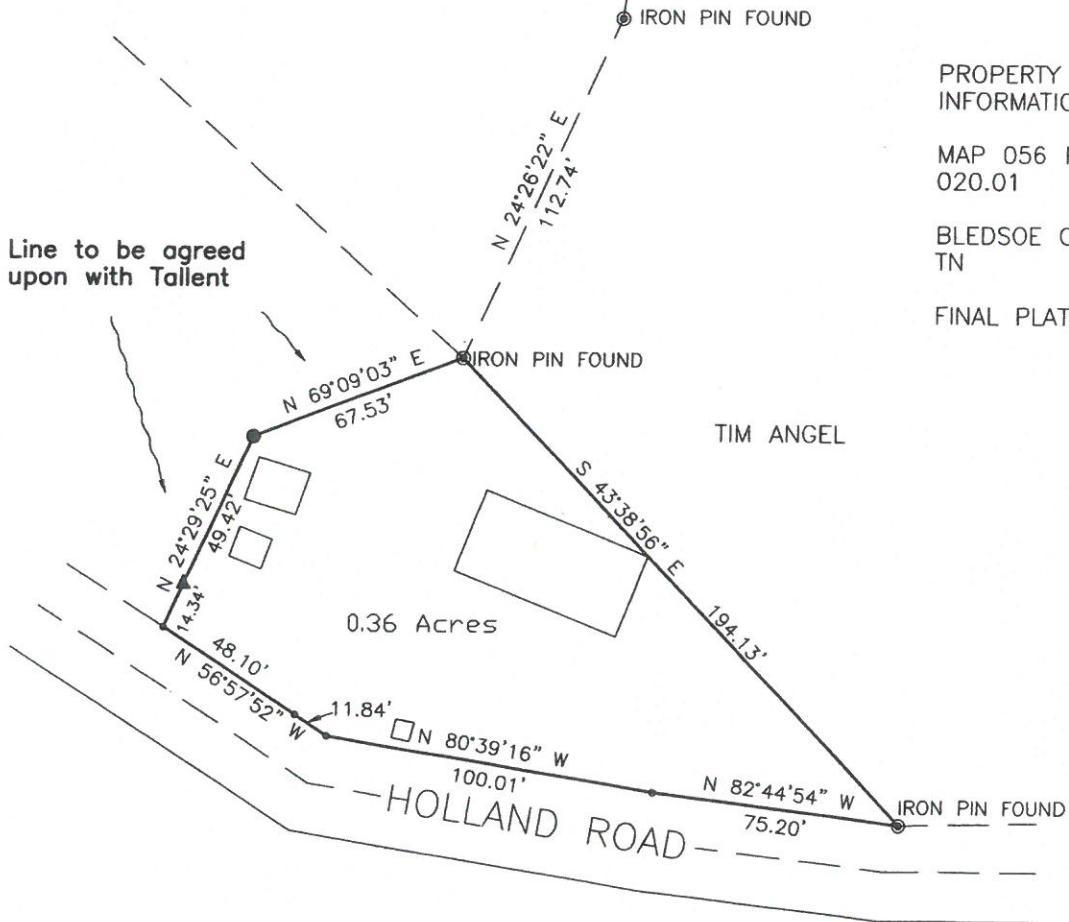 IRON PIN FOUND
PROPERTY
INFORMATIO
MAP 056 P
020.01
BLEDSOE C
TN
FINAL PLAT
N 24°26'22" E
112.74'
Line to be agreed
upon with Tallent
IRON PIN FOUND
N 69°09'03" E
67.53'
TIM ANGEL
S 43°38'56" E
194.13'
N 24°29'25" E
49.42'
14.34'
0.36 Acres
48.10'
N 56°57'52" W
11.84'
N 80°39'16" W
100.01'
N 82°44'54" W
75.20'
IRON PIN FOUND
HOLLAND ROAD